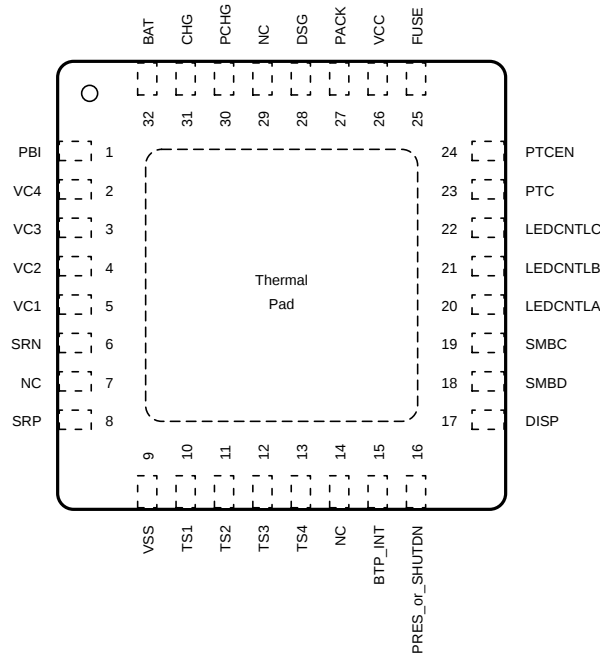 BAT
CHG
PCHG
NC
DSG
PACK
VCC
FUSE
32
31
30
29
28
27
26
25
PBI 1
VC4 2
VC3 3
VC2 4
VC1 5
SRN 6
NC 7
SRP 8
24 PTCEN
23 PTC
22 LEDCNTLC
21 LEDCNTLB
20 LEDCNTLA
19 SMBC
18 SMBD
17 DISP
Thermal
Pad
9
10
11
12
13
14
15
16
VSS
TS1
TS2
TS3
TS4
NC
BTP_INT
PRES_or_SHUTDN